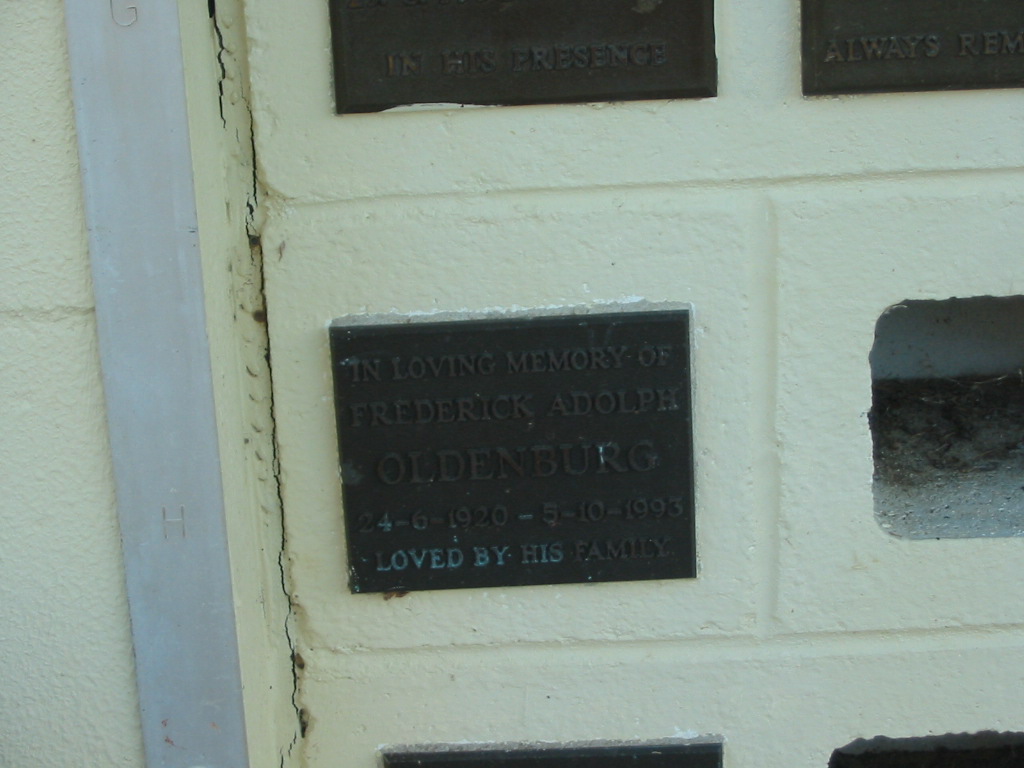 G
IN HIS PRESENCE
ALWAYS REM
IN LOVING MEMORY OF
FREDERICK ADOLPH
OLDENBURG
24-6-1920 - 5-10-1993
LOVED BY HIS FAMILY
H